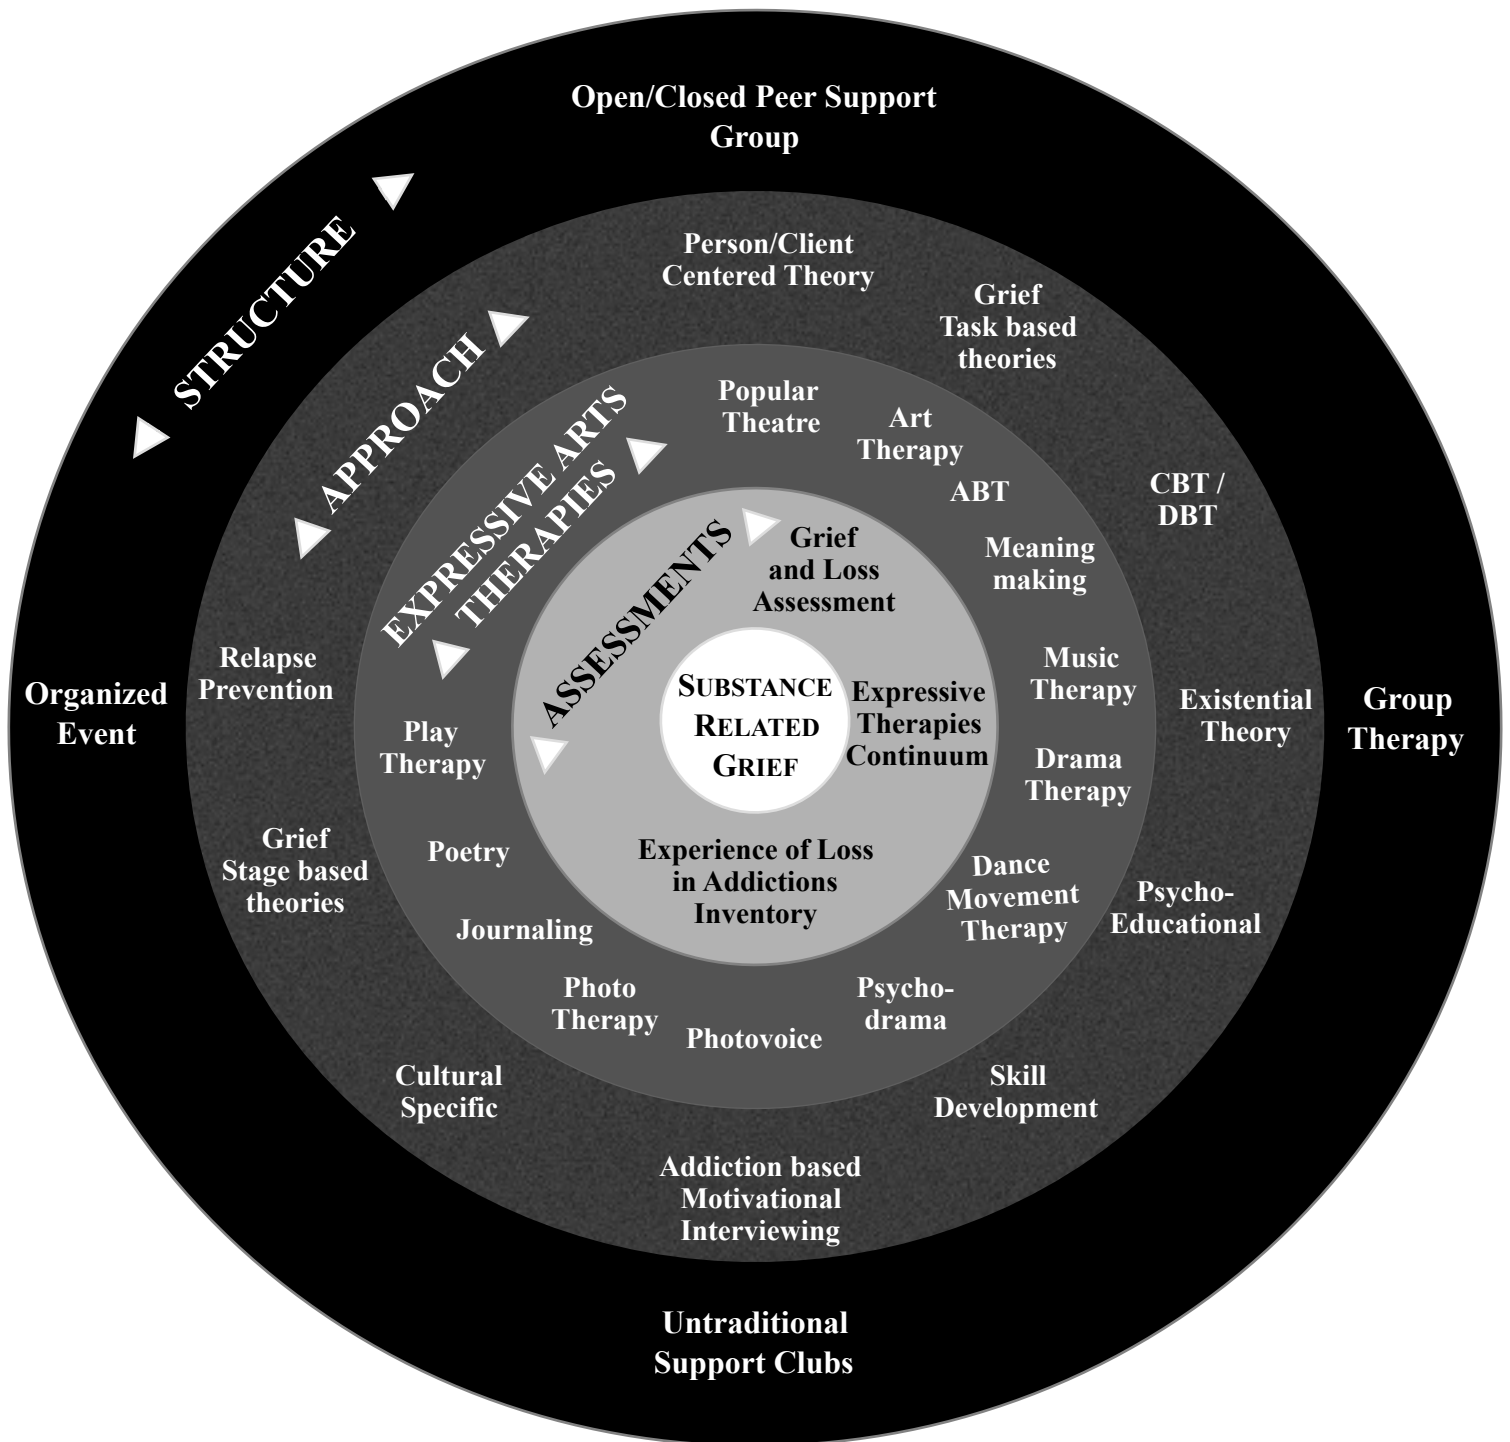 Open/Closed Peer Support
Group
STRUCTURE
Person/Client
Centered Theory
Grief
Task based
theories
APPROACH
Popular
Theatre
Art
Therapy
ABT
EXPRESSIVE ARTS
THERAPIES
CBT /
DBT
Meaning
making
ASSESSMENTS
Grief
and Loss
Assessment
Relapse
Prevention
Music
Therapy
Organized
Event
SUBSTANCE
RELATED
GRIEF
Expressive
Therapies
Continuum
Existential
Theory
Group
Therapy
Play
Therapy
Drama
Therapy
Grief
Stage based
theories
Poetry
Experience of Loss
in Addictions
Inventory
Dance
Movement
Therapy
Psycho-
Educational
Journaling
Photo
Therapy
Photovoice
Psycho-
drama
Cultural
Specific
Skill
Development
Addiction based
Motivational
Interviewing
Untraditional
Support Clubs